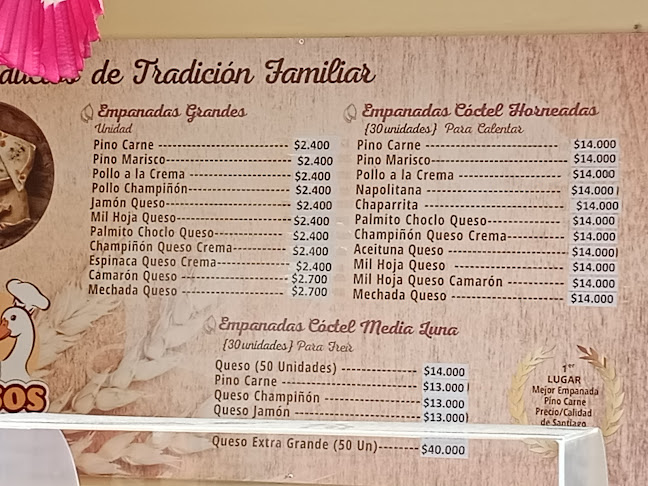 de Tradición Familiar
Empanadas Grandes
Unidad
Pino Carne $2.400
Pino Marisco $2.400
Pollo a la Crema $2.400
Pollo Champiñón $2.400
Jamón Queso $2.400
Mil Hoja Queso $2.400
Palmito Choclo Queso $2.400
Champiñón Queso Crema $2.400
Espinaca Queso Crema $2.400
Camarón Queso $2.700
Mechada Queso $2.700
Empanadas Cóctel Horneadas
{30 unidades} Para Calentar
Pino Carne $14.000
Pino Marisco $14.000
Pollo a la Crema $14.000
Napolitana $14.000
Chaparrita $14.000
Palmito Choclo Queso $14.000
Champiñón Queso Crema $14.000
Aceituna Queso $14.000
Mil Hoja Queso $14.000
Mil Hoja Queso Camarón $14.000
Mechada Queso $14.000
Empanadas Cóctel Media Luna
{30 unidades} Para Freir
Queso (50 Unidades) $14.000
Pino Carne $13.000
Queso Champiñón $13.000
Queso Jamón $13.000
Queso Extra Grande (50 Un) $40.000
1er
LUGAR
Mejor Empanada
Pino Carne
Precio/Calidad
de Santiago